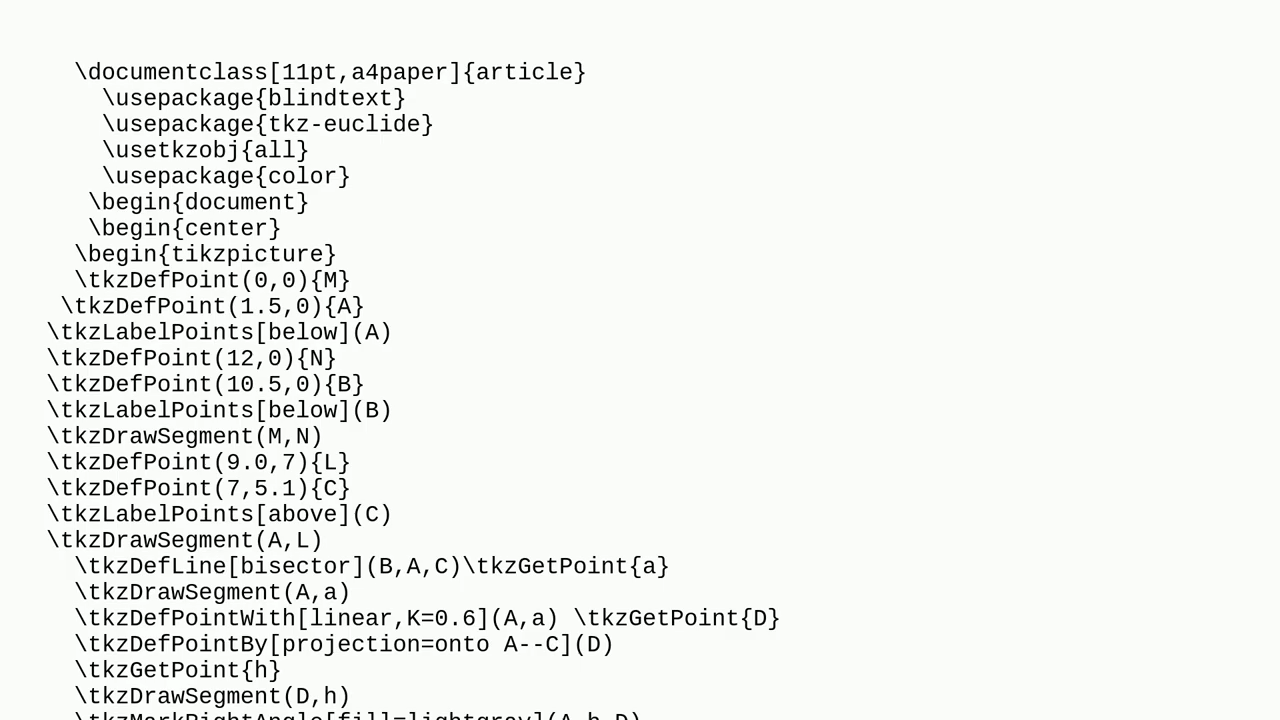 \documentclass[11pt,a4paper]{article}
\usepackage{blindtext}
\usepackage{tkz-euclide}
\usetkzobj{all}
\usepackage{color}
\begin{document}
\begin{center}
\begin{tikzpicture}
\tkzDefPoint(0,0){M}
\tkzDefPoint(1.5,0){A}
\tkzLabelPoints[below](A)
\tkzDefPoint(12,0){N}
\tkzDefPoint(10.5,0){B}
\tkzLabelPoints[below](B)
\tkzDrawSegment(M,N)
\tkzDefPoint(9.0,7){L}
\tkzDefPoint(7,5.1){C}
\tkzLabelPoints[above](C)
\tkzDrawSegment(A,L)
\tkzDefLine[bisector](B,A,C)\tkzGetPoint{a}
\tkzDrawSegment(A,a)
\tkzDefPointWith[linear,K=0.6](A,a) \tkzGetPoint{D}
\tkzDefPointBy[projection=onto A--C](D)
\tkzGetPoint{h}
\tkzDrawSegment(D,h)
\tkzMarkRightAngle[fill=lightgray](A,h,D)